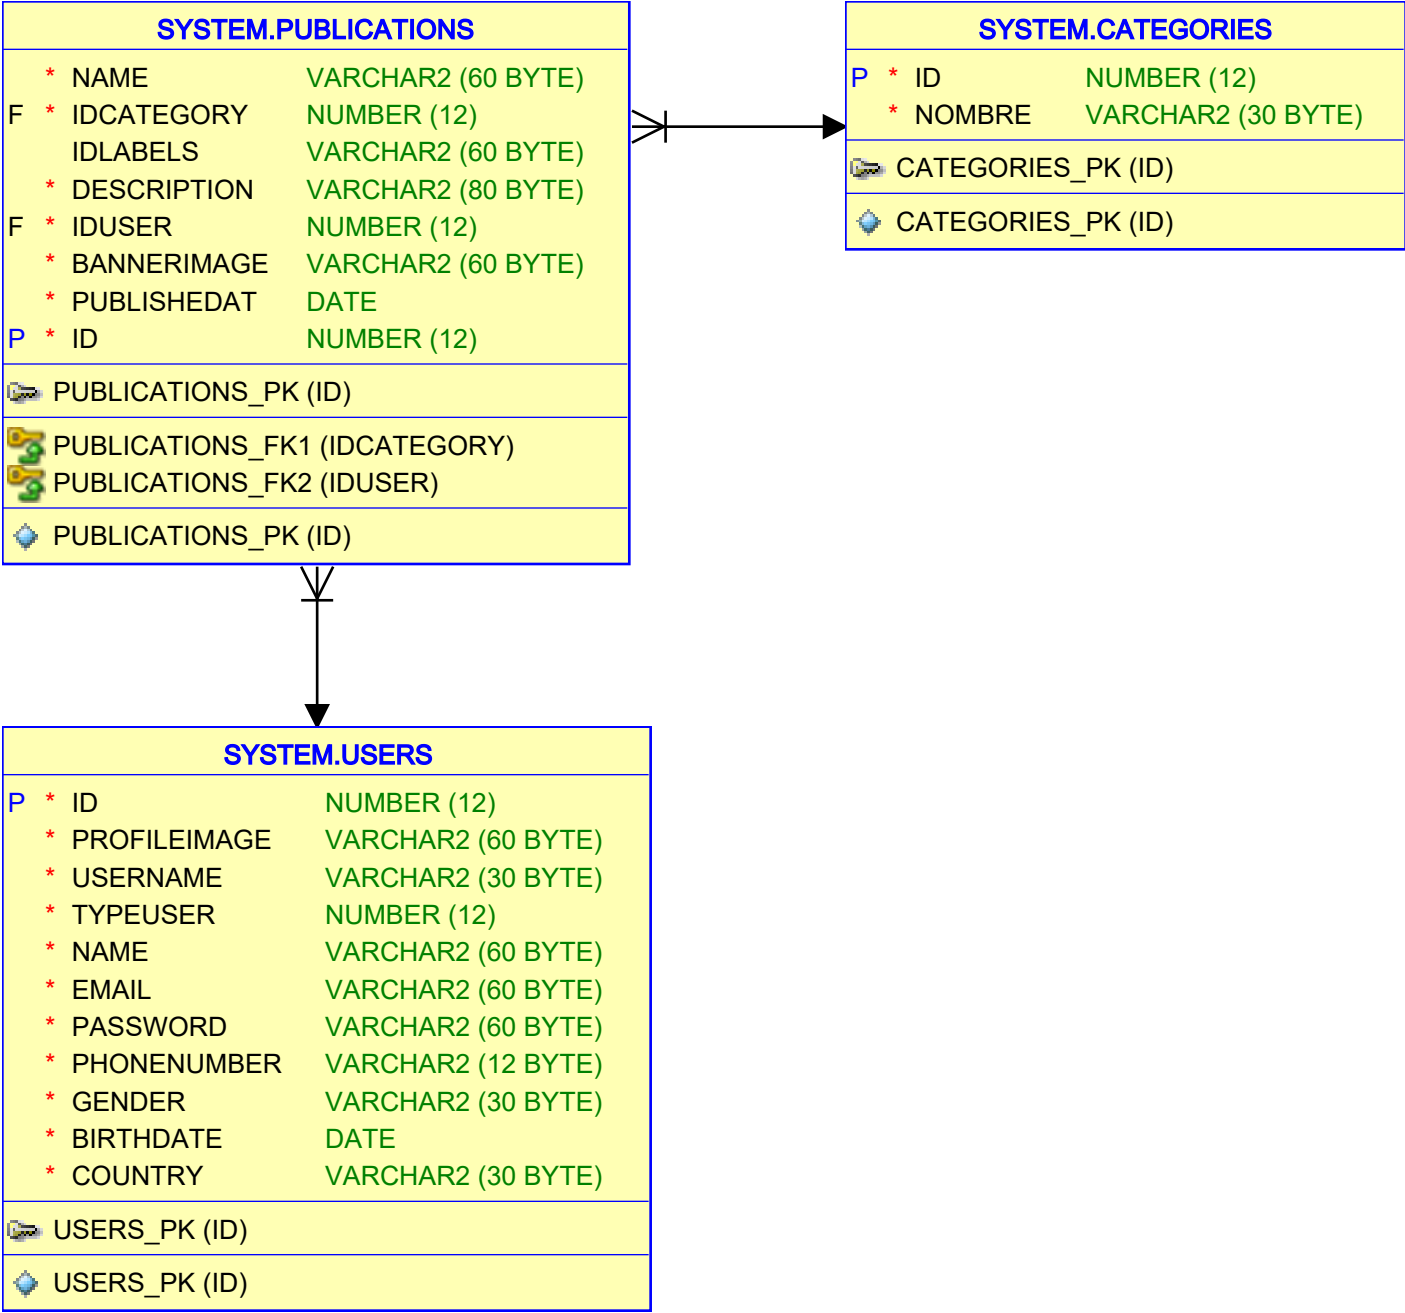 SYSTEM.PUBLICATIONS
* NAME VARCHAR2 (60 BYTE)
F * IDCATEGORY NUMBER (12)
IDLABELS VARCHAR2 (60 BYTE)
* DESCRIPTION VARCHAR2 (80 BYTE)
F * IDUSER NUMBER (12)
* BANNERIMAGE VARCHAR2 (60 BYTE)
* PUBLISHEDAT DATE
P * ID NUMBER (12)
PUBLICATIONS_PK (ID)
PUBLICATIONS_FK1 (IDCATEGORY)
PUBLICATIONS_FK2 (IDUSER)
PUBLICATIONS_PK (ID)
SYSTEM.CATEGORIES
P * ID NUMBER (12)
* NOMBRE VARCHAR2 (30 BYTE)
CATEGORIES_PK (ID)
CATEGORIES_PK (ID)
SYSTEM.USERS
P * ID NUMBER (12)
* PROFILEIMAGE VARCHAR2 (60 BYTE)
* USERNAME VARCHAR2 (30 BYTE)
* TYPEUSER NUMBER (12)
* NAME VARCHAR2 (60 BYTE)
* EMAIL VARCHAR2 (60 BYTE)
* PASSWORD VARCHAR2 (60 BYTE)
* PHONENUMBER VARCHAR2 (12 BYTE)
* GENDER VARCHAR2 (30 BYTE)
* BIRTHDATE DATE
* COUNTRY VARCHAR2 (30 BYTE)
USERS_PK (ID)
USERS_PK (ID)